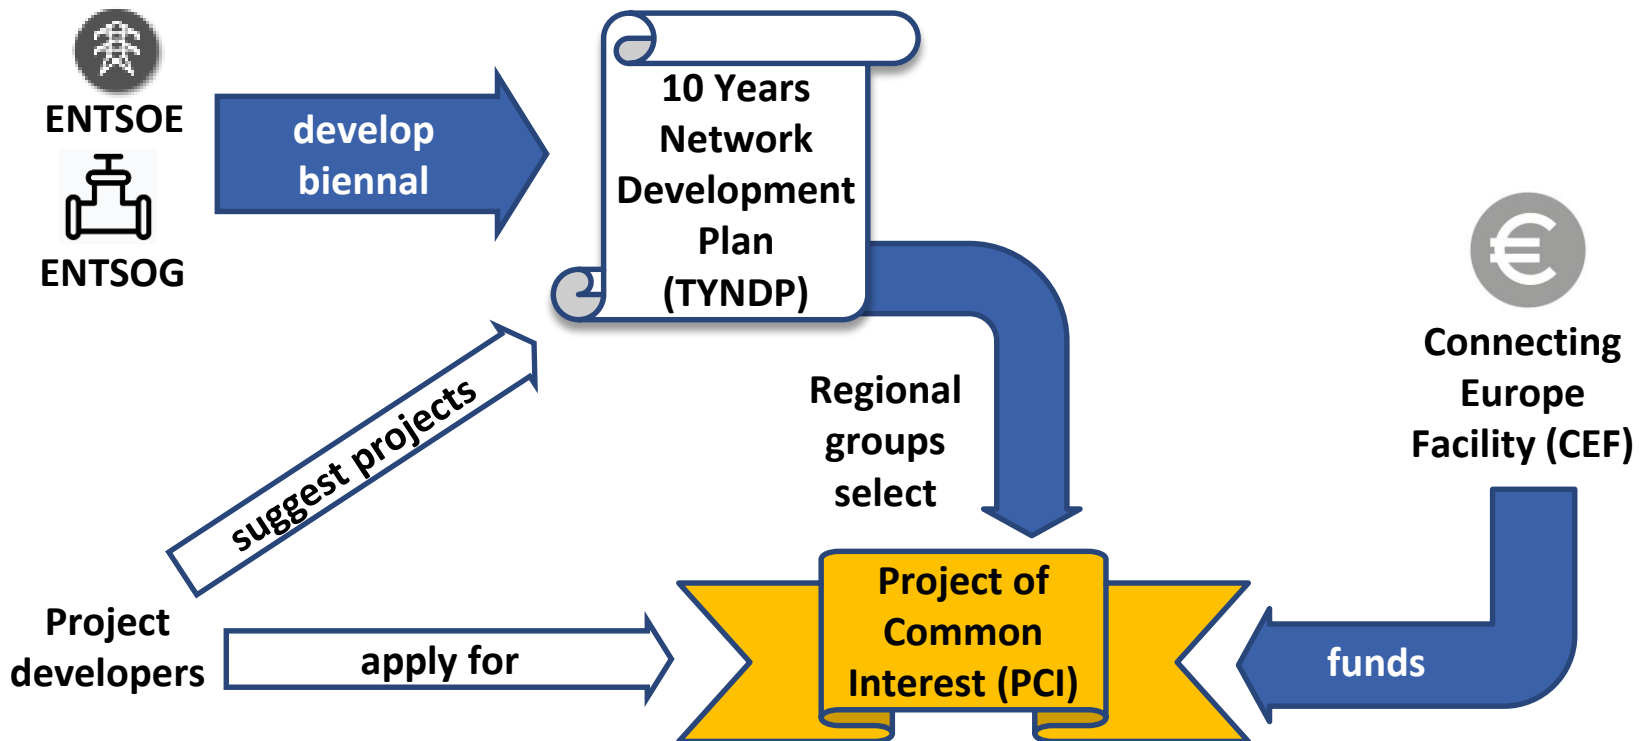 ENTSOE
ENTSOG
develop
biennal
10 Years
Network
Development
Plan
(TYNDP)
Connecting
Europe
Facility (CEF)
Regional
groups
select
suggest projects
Project
developers
apply for
Project of
Common
Interest (PCI)
funds